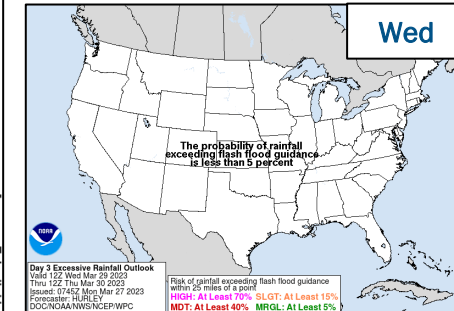 Wed
The probability of rainfall
exceeding flash flood guidance
is less than 5 percent
NOAA
Day 3 Excessive Rainfall Outlook
Valid 12Z Wed Mar 29 2023
Thru 12Z Thu Mar 30 2023
Issued: 0745Z Mon Mar 27 2023
Forecaster: HURLEY
DOC/NOAA/NWS/NCEP/WPC
Risk of rainfall exceeding flash flood guidance
within 25 miles of a point
HIGH: At Least 70% SLGT: At Least 15%
MDT: At Least 40% MRGL: At Least 5%